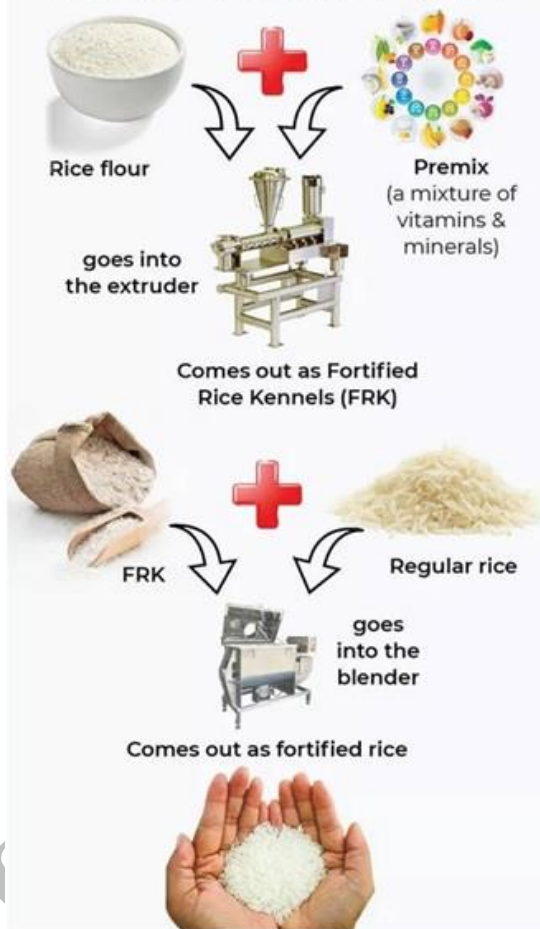 Rice flour
Premix
(a mixture of
vitamins &
minerals)
goes into
the extruder
Comes out as Fortified
Rice Kennels (FRK)
FRK
Regular rice
goes
into the
blender
Comes out as fortified rice